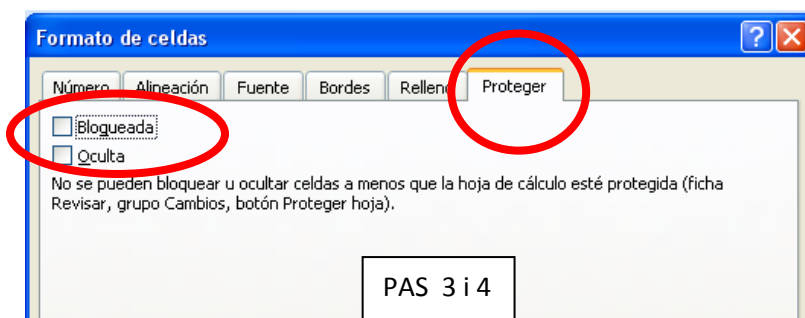 Formato de celdas
Número Alineación Fuente Bordes Relleno Proteger
Bloqueada
Oculta
No se pueden bloquear u ocultar celdas a menos que la hoja de cálculo esté protegida (ficha
Revisar, grupo Cambios, botón Proteger hoja).
PAS 3 i 4